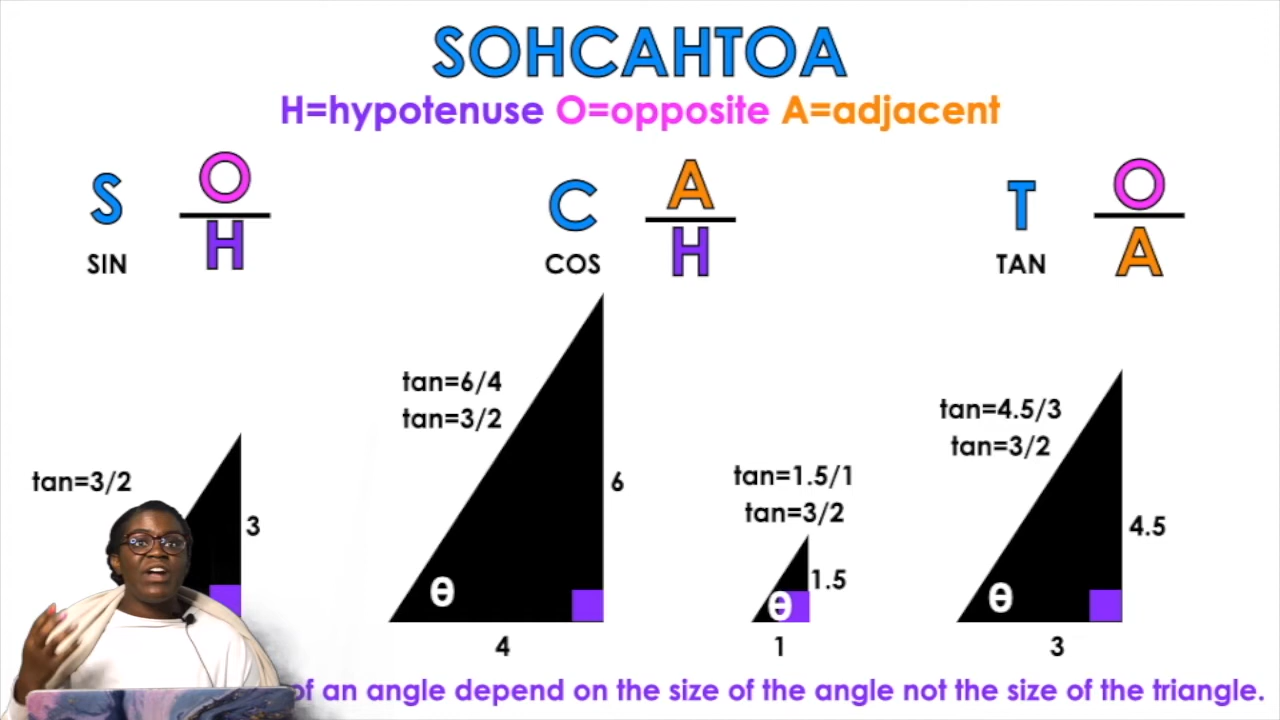 SOHCAHTOA
H=hypotenuse O=opposite A=adjacent
S O/H
SIN
C A/H
COS
T O/A
TAN
tan=3/2
3
tan=6/4
tan=3/2
6
θ
4
tan=1.5/1
tan=3/2
1.5
θ
1
tan=4.5/3
tan=3/2
4.5
θ
3
of an angle depend on the size of the angle not the size of the triangle.